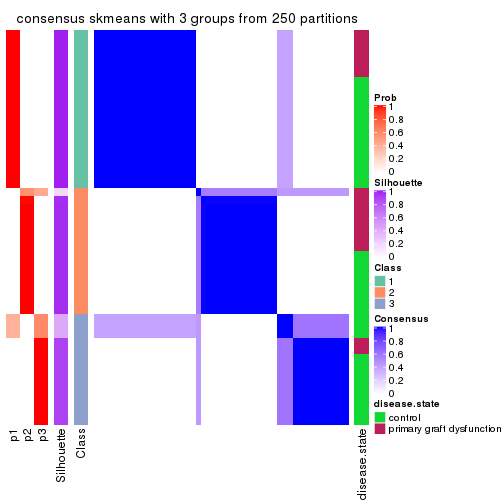 consensus skmeans with 3 groups from 250 partitions
Prob
1
0.8
0.6
0.4
0.2
0
Silhouette
1
0.8
0.6
0.4
0.2
0
Class
1
2
3
Consensus
1
0.8
0.6
0.4
0.2
0
disease.state
control
primary graft dysfunction
p1
p2
p3
Silhouette
Class
disease.state